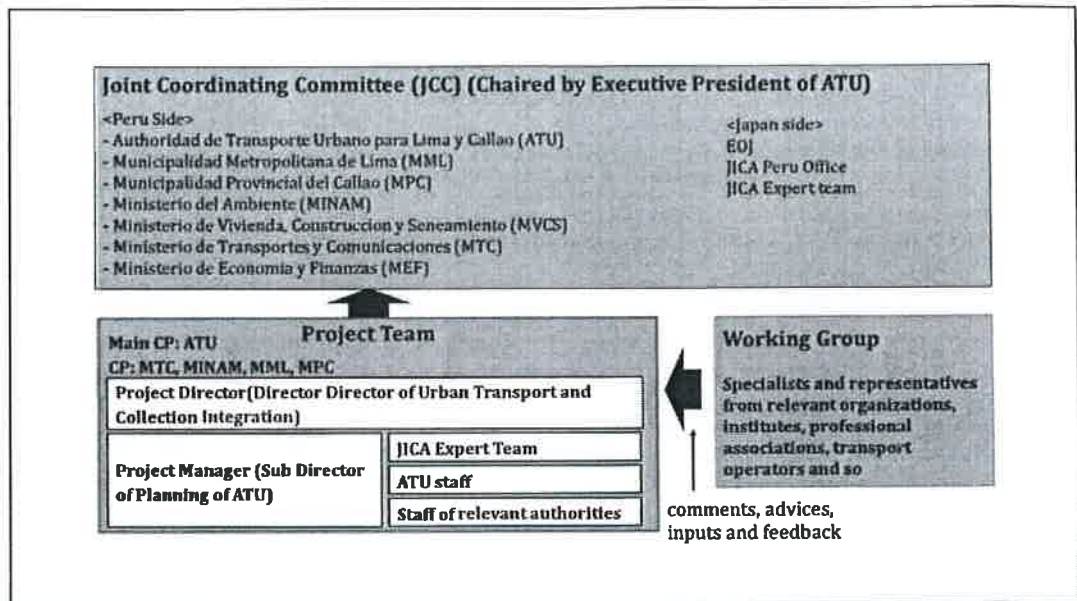 Joint Coordinating Committee (JCC) (Chaired by Executive President of ATU)
<Peru Side>
- Authoridad de Transporte Urbano para Lima y Callao (ATU)
- Municipalidad Metropolitana de Lima (MML)
- Municipalidad Provincial del Callao (MPC)
- Ministerio del Ambiente (MINAM)
- Ministerio de Vivienda, Construccion y Seneamiento (MVCS)
- Ministerio de Transportes y Comunicaciones (MTC)
- Ministerio de Economia y Finanzas (MEF)
<Japan side>
EOJ
JICA Peru Office
JICA Expert team
Project Team
Main CP: ATU
CP: MTC, MINAM, MML, MPC
Project Director(Director Director of Urban Transport and
Collection Integration)
Project Manager (Sub Director
of Planning of ATU)
JICA Expert Team
ATU staff
Staff of relevant authorities
Working Group
Specialists and representatives
from relevant organizations,
institutes, professional
associations, transport
operators and so
comments, advices,
inputs and feedback